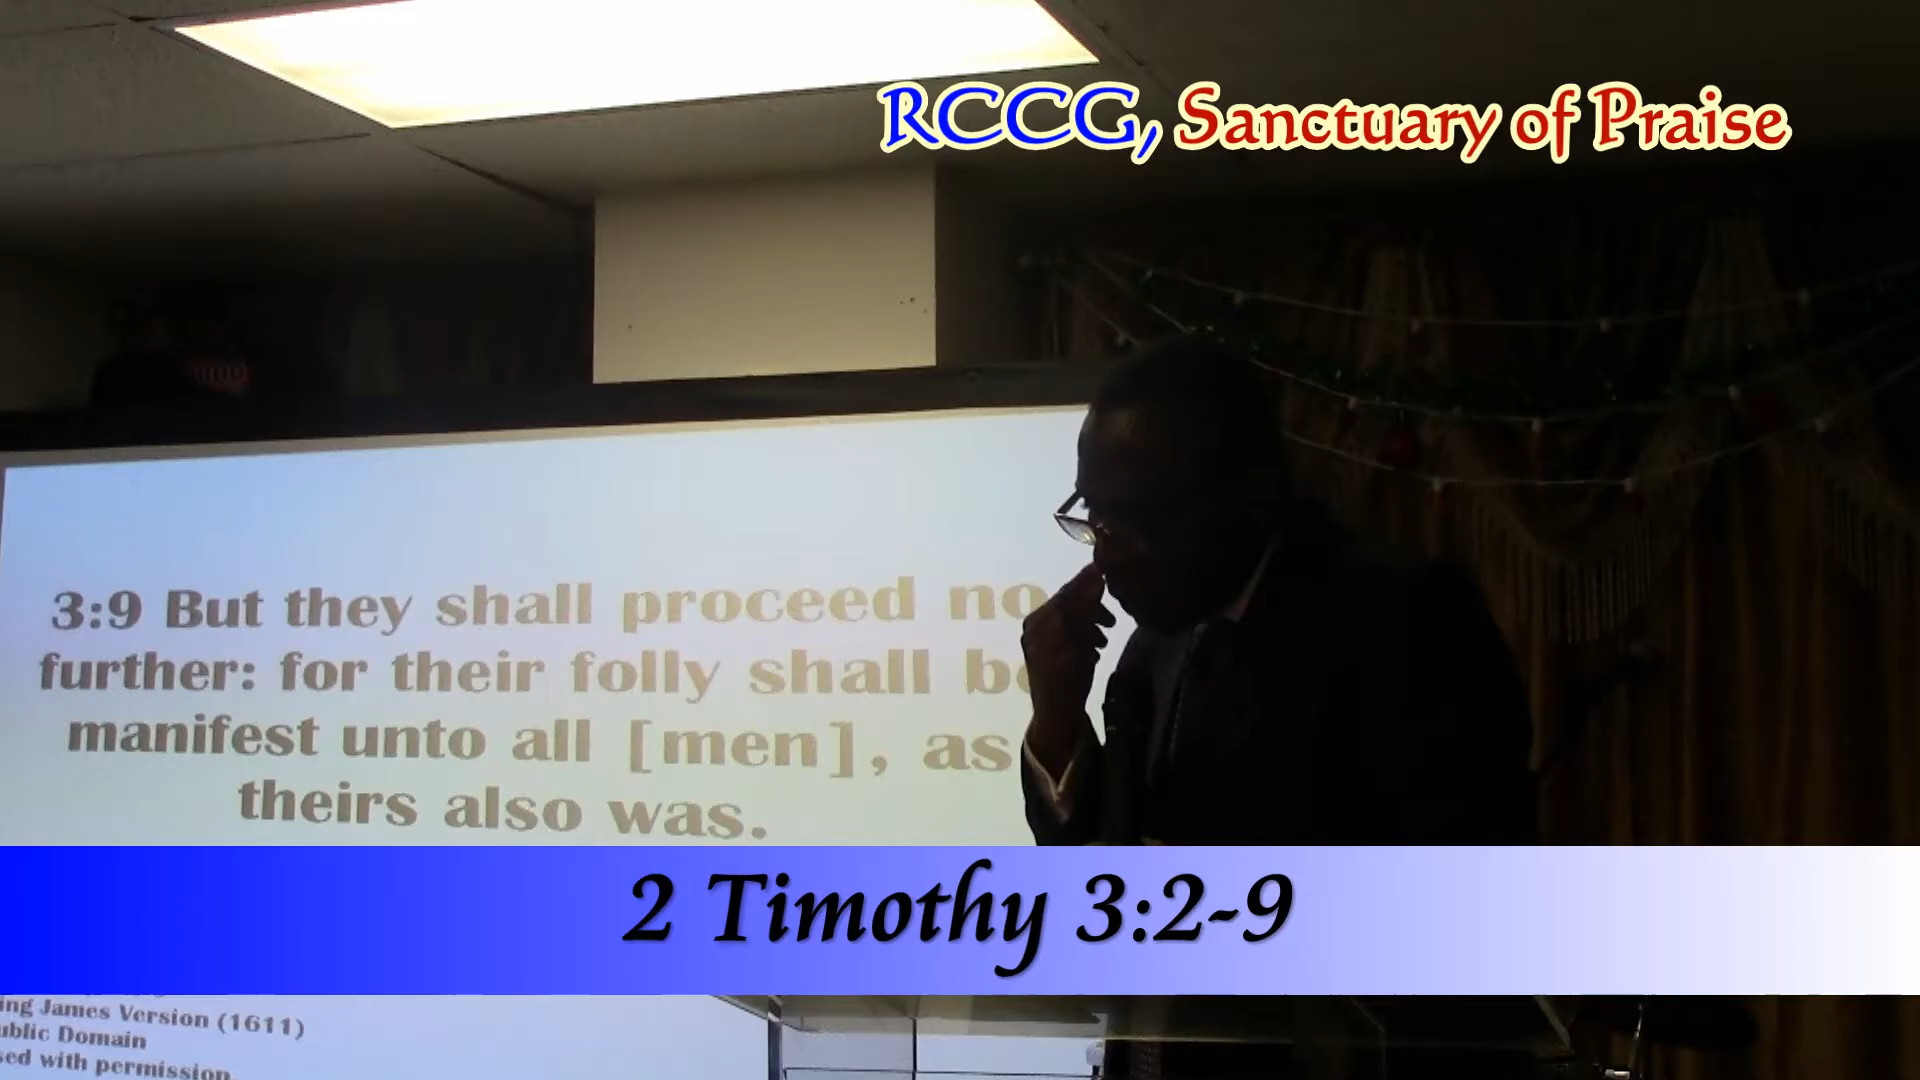 RCCG, Sanctuary of Praise
3:9 But they shall proceed no
further: for their folly shall be
manifest unto all [men], as
theirs also was.
2 Timothy 3:2-9
ing James Version (1611)
ublic Domain
sed with permission.